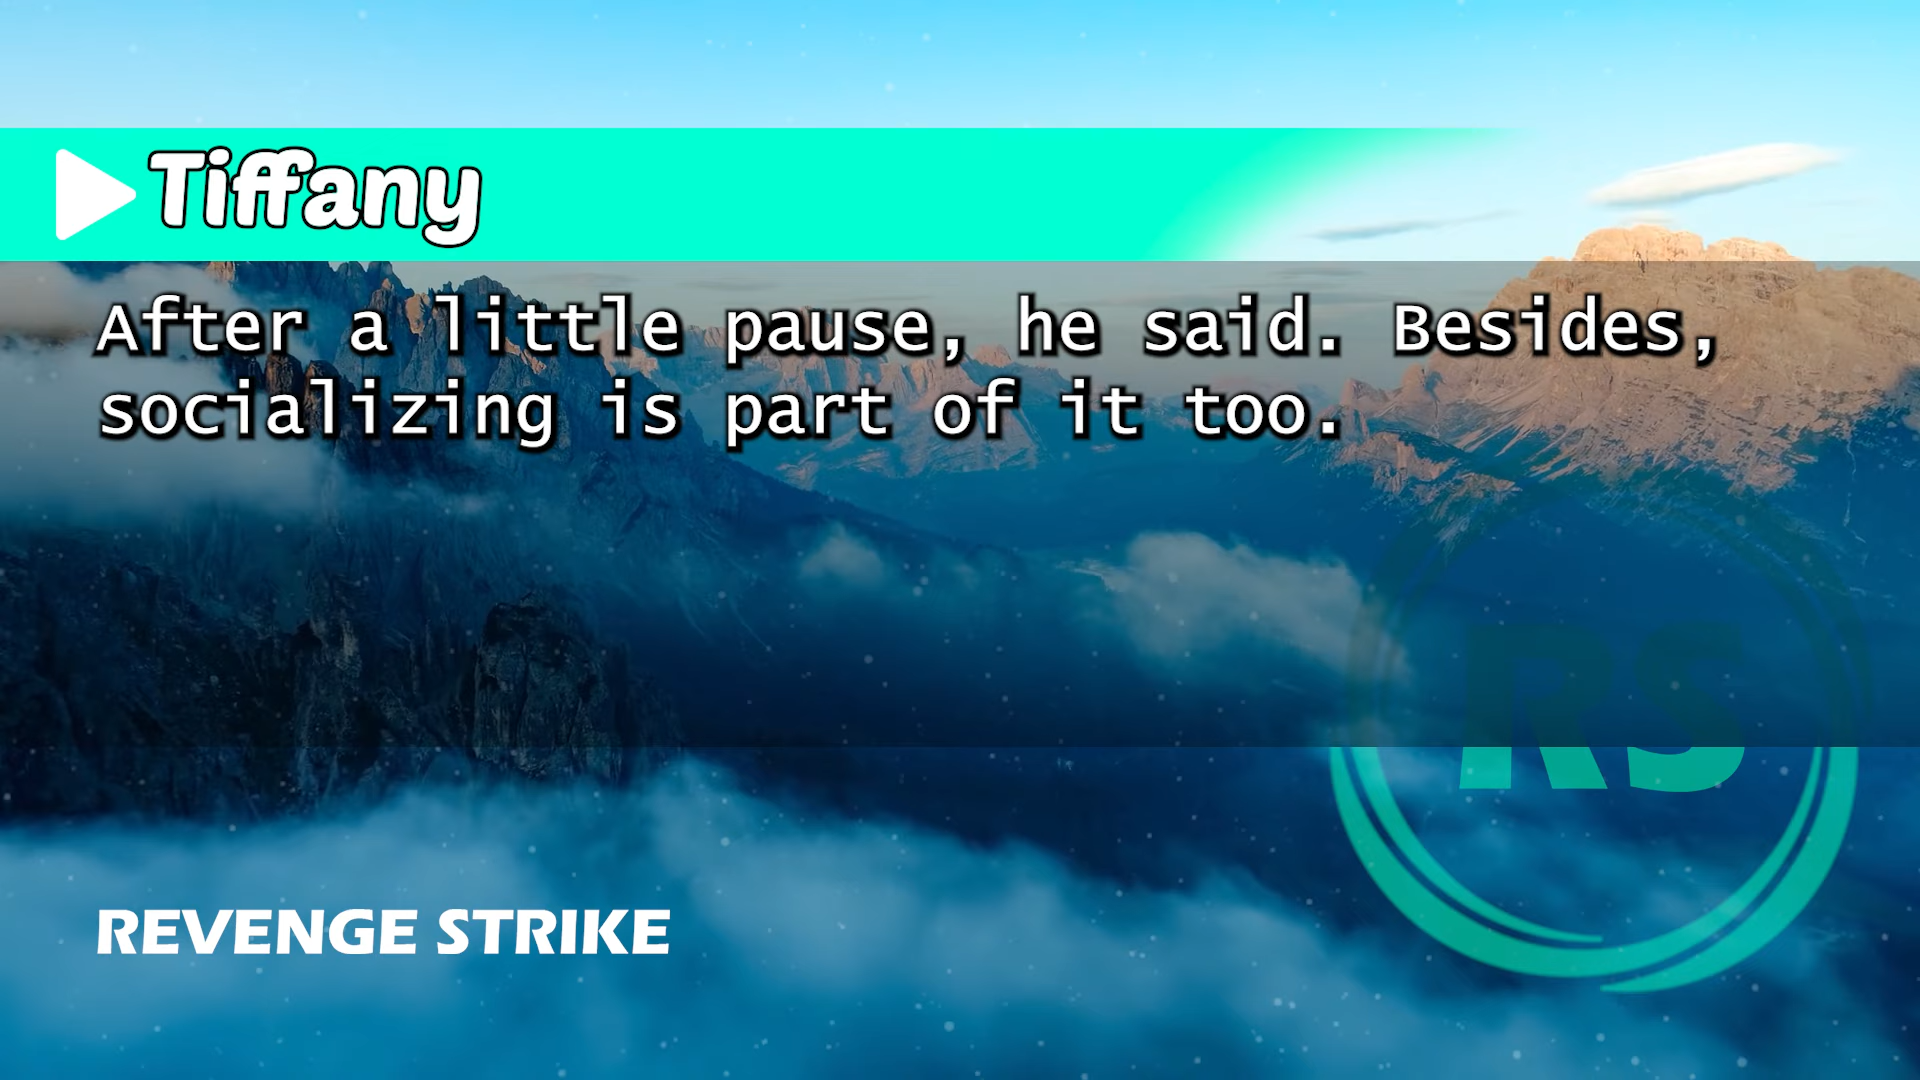 Tiffany
After a little pause, he said. Besides,
socializing is part of it too.
RS
REVENGE STRIKE